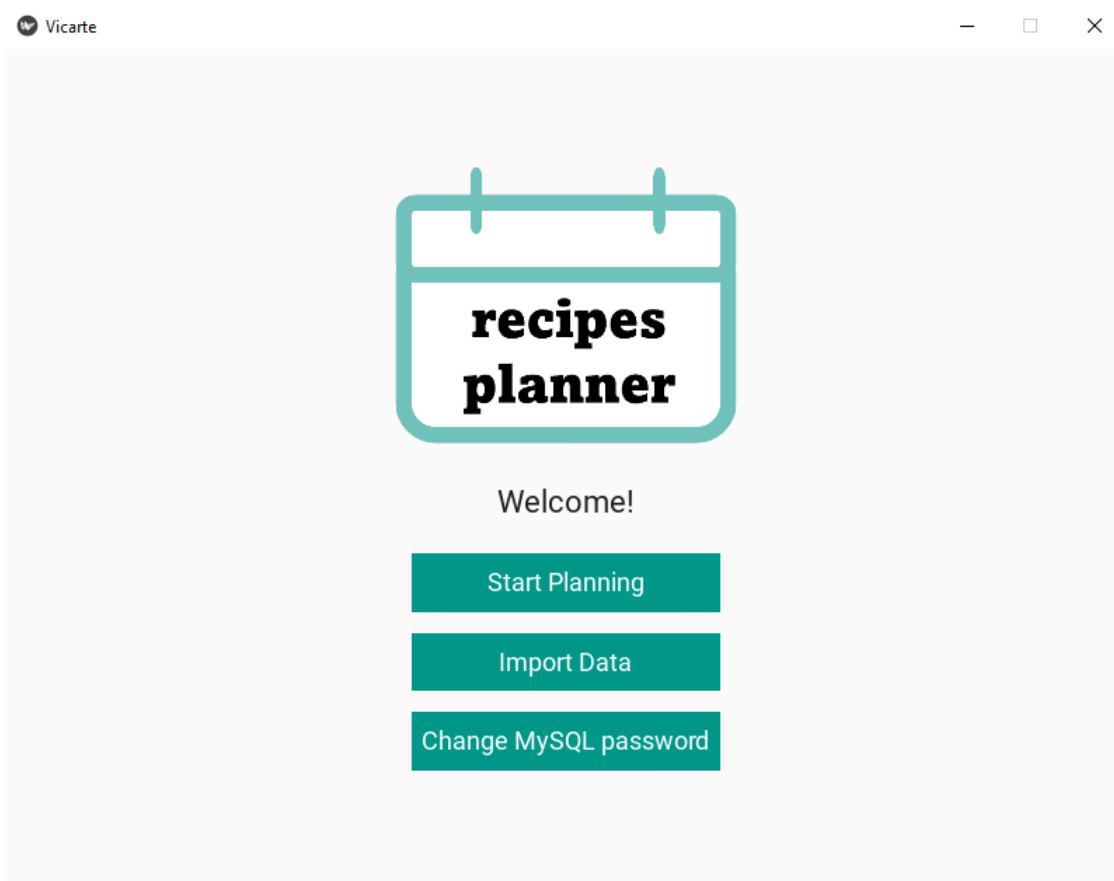 Vicarte
recipes
planner
Welcome!
Start Planning
Import Data
Change MySQL password